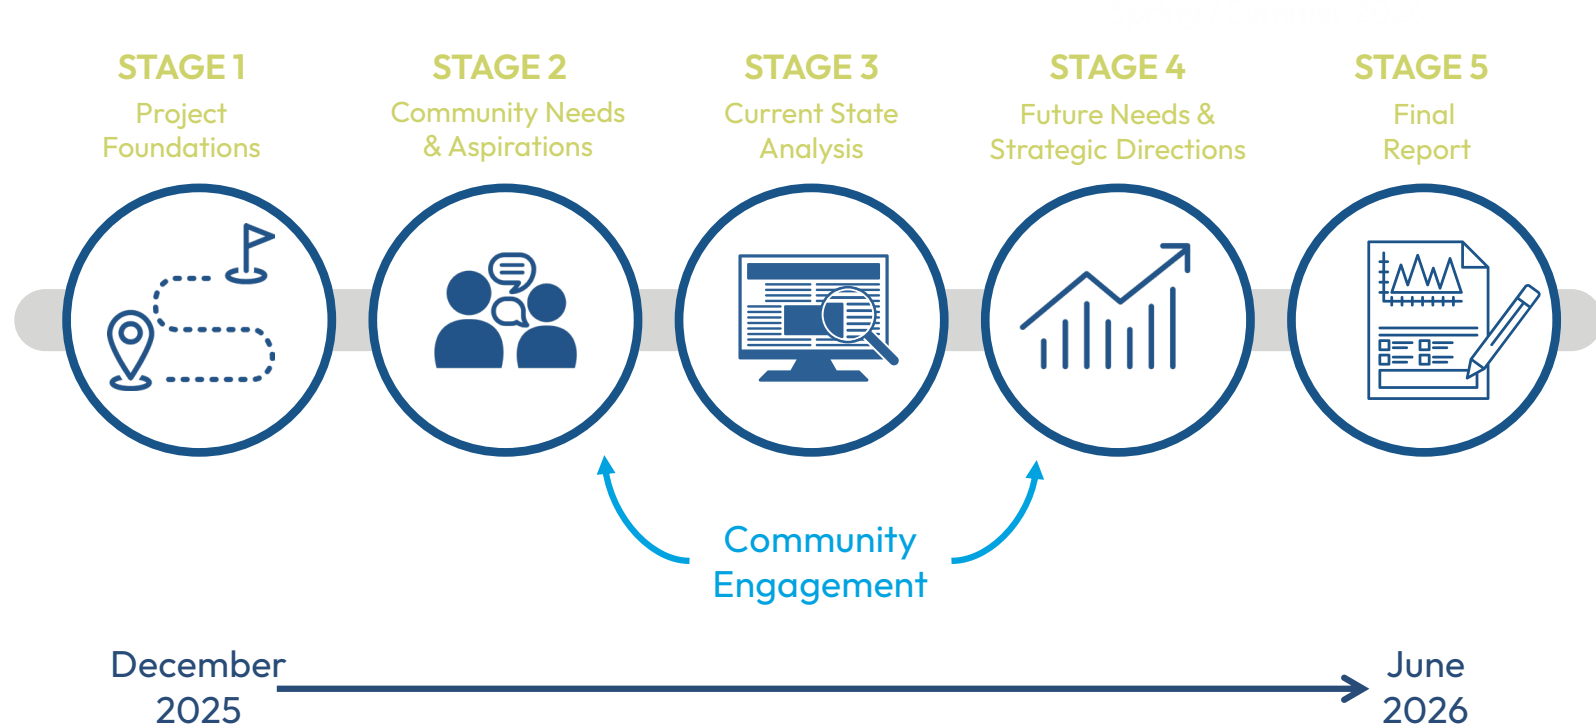 STAGE 1
Project
Foundations
STAGE 2
Community Needs
& Aspirations
STAGE 3
Current State
Analysis
STAGE 4
Future Needs &
Strategic Directions
STAGE 5
Final
Report
Community
Engagement
December
2025
June
2026